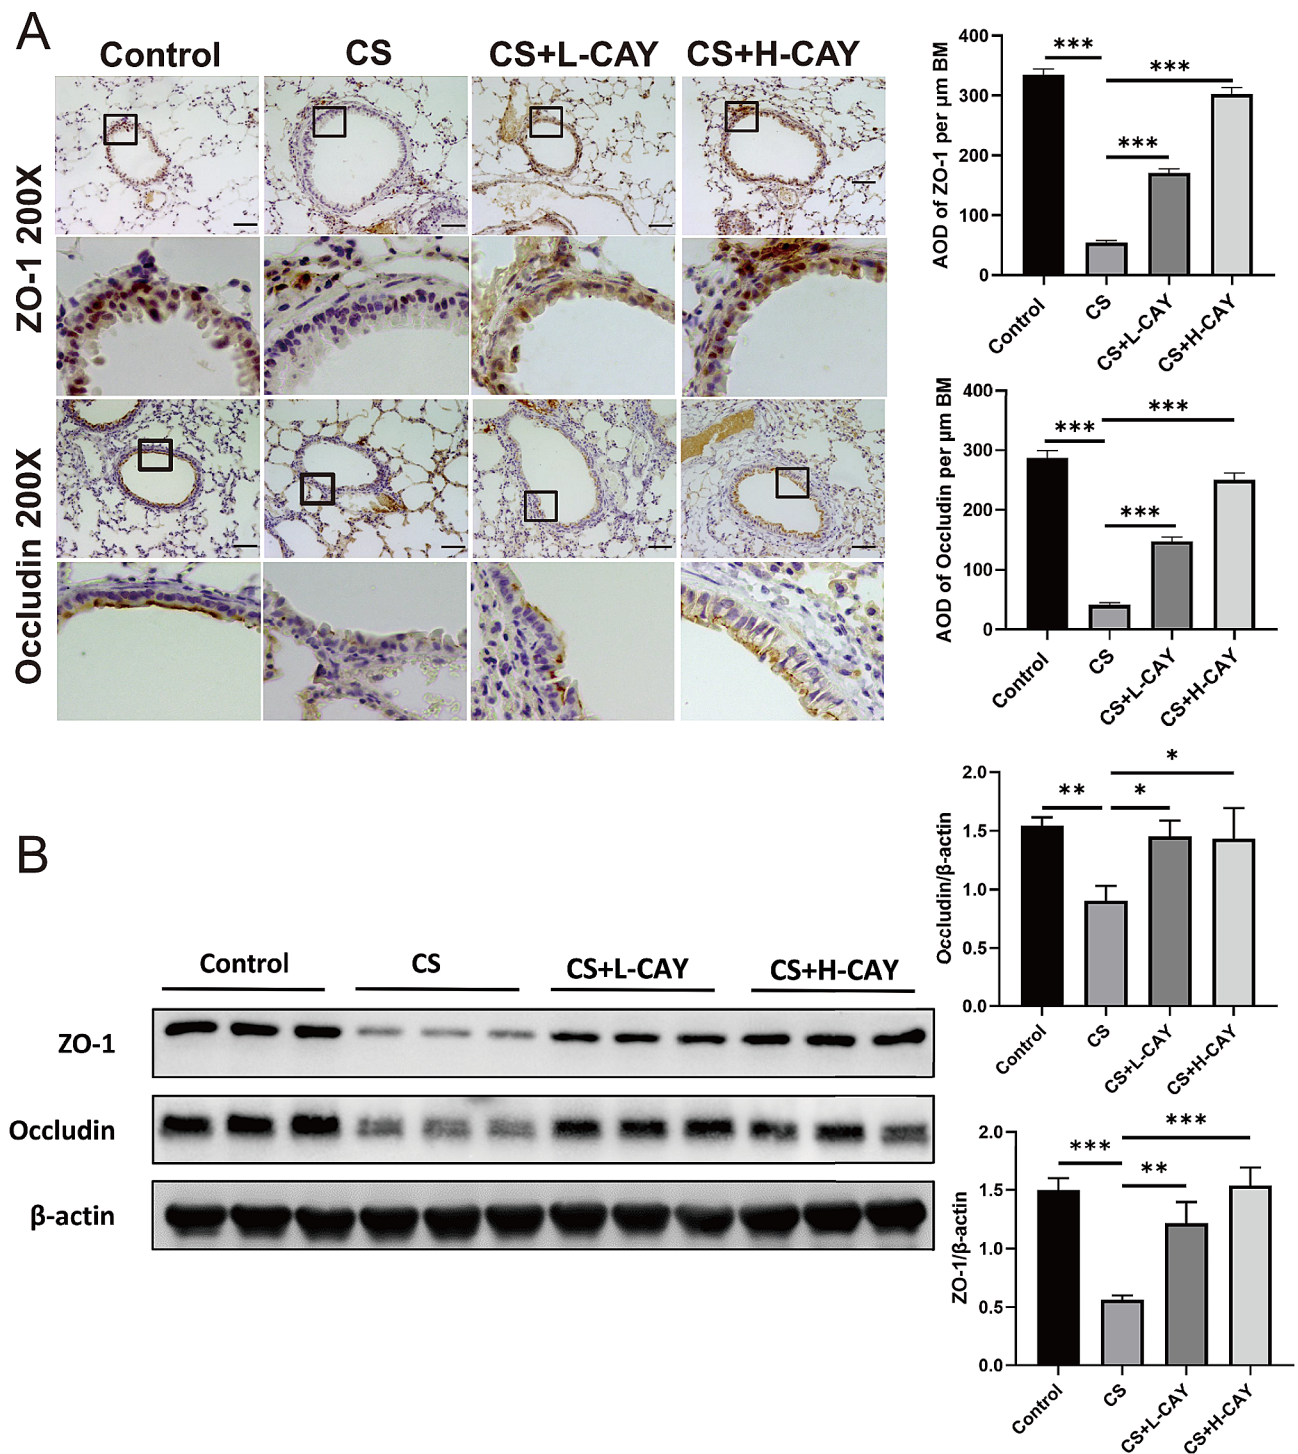 A
Control
CS
CS+L-CAY
CS+H-CAY
ZO-1 200X
Occludin 200X
AOD of ZO-1 per μm BM
400
300
200
100
0
***
***
***
Control
CS
CS+L-CAY
CS+H-CAY
AOD of Occludin per μm BM
400
300
200
100
0
***
***
***
Control
CS
CS+L-CAY
CS+H-CAY
B
Control
CS
CS+L-CAY
CS+H-CAY
ZO-1
Occludin
β-actin
Occludin/β-actin
2.0
1.5
1.0
0.5
0.0
**
*
*
Control
CS
CS+L-CAY
CS+H-CAY
ZO-1/β-actin
2.0
1.5
1.0
0.5
0.0
***
**
***
Control
CS
CS+L-CAY
CS+H-CAY